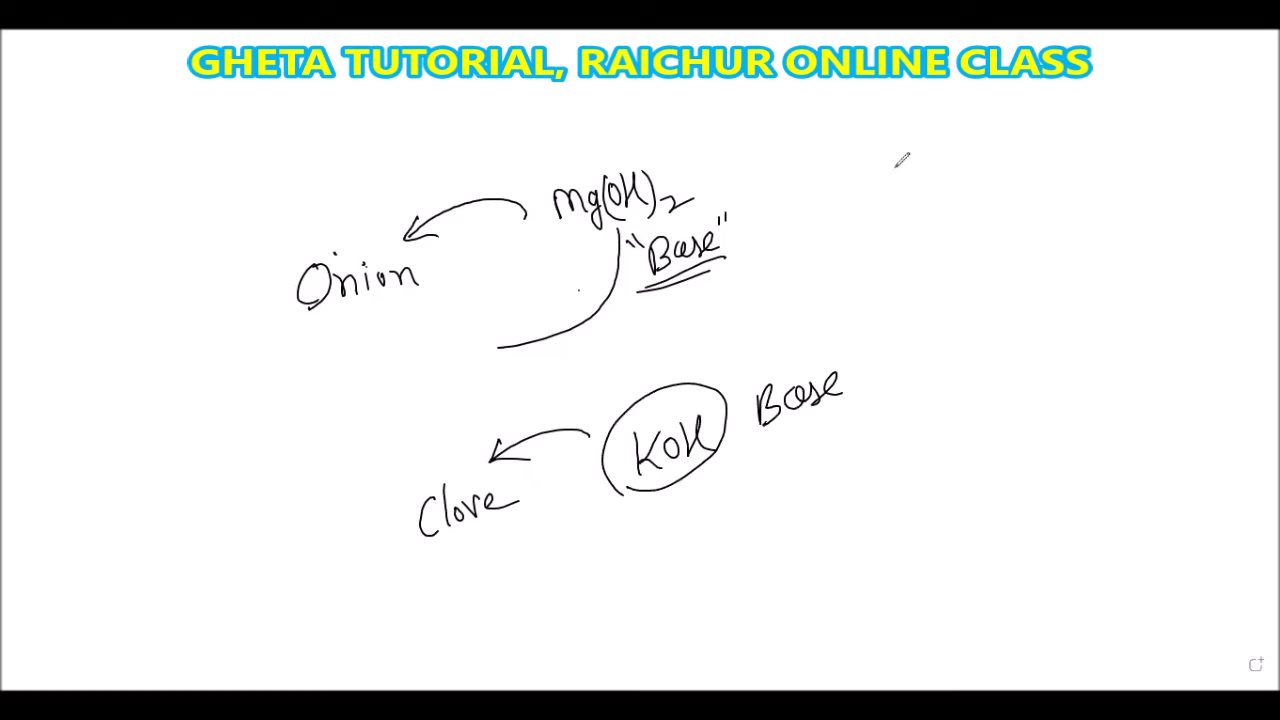 GHETA TUTORIAL, RAICHUR ONLINE CLASS
Mg(OH)2
"Base"
Onion
Base
KOH
Clove